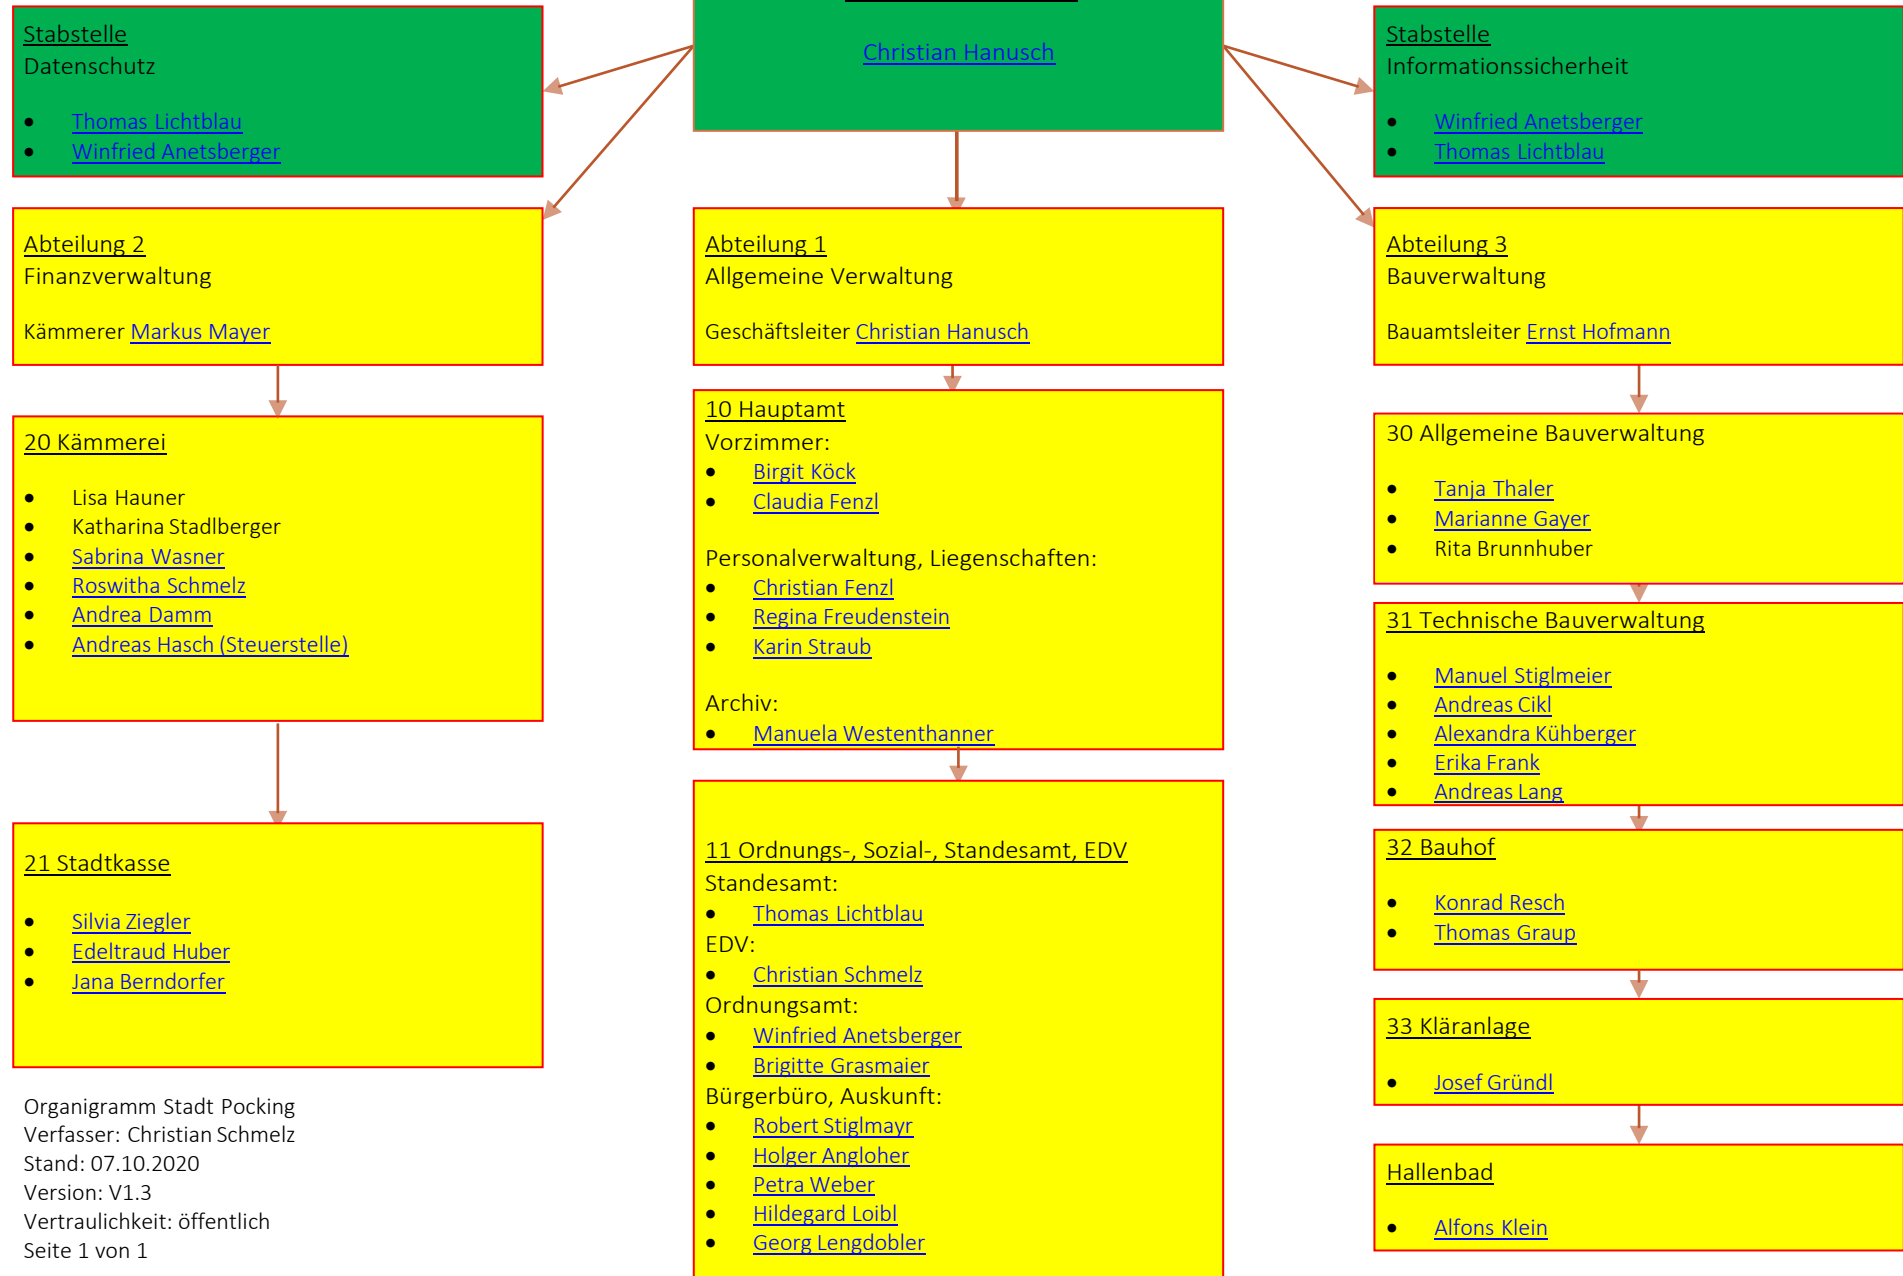 Stabstelle
Datenschutz
• Thomas Lichtblau
• Winfried Anetsberger
Christian Hanusch
Stabstelle
Informationssicherheit
• Winfried Anetsberger
• Thomas Lichtblau
Abteilung 2
Finanzverwaltung
Kämmerer Markus Mayer
Abteilung 1
Allgemeine Verwaltung
Geschäftsleiter Christian Hanusch
Abteilung 3
Bauverwaltung
Bauamtsleiter Ernst Hofmann
20 Kämmerei
• Lisa Hauner
• Katharina Stadlberger
• Sabrina Wasner
• Roswitha Schmelz
• Andrea Damm
• Andreas Hasch (Steuerstelle)
21 Stadtkasse
• Silvia Ziegler
• Edeltraud Huber
• Jana Berndorfer
10 Hauptamt
Vorzimmer:
• Birgit Köck
• Claudia Fenzl
Personalverwaltung, Liegenschaften:
• Christian Fenzl
• Regina Freudenstein
• Karin Straub
Archiv:
• Manuela Westenthanner
11 Ordnungs-, Sozial-, Standesamt, EDV
Standesamt:
• Thomas Lichtblau
EDV:
• Christian Schmelz
Ordnungsamt:
• Winfried Anetsberger
• Brigitte Grasmaier
Bürgerbüro, Auskunft:
• Robert Stiglmayr
• Holger Angloher
• Petra Weber
• Hildegard Loibl
• Georg Lengdobler
30 Allgemeine Bauverwaltung
• Tanja Thaler
• Marianne Gayer
• Rita Brunnhuber
31 Technische Bauverwaltung
• Manuel Stiglmeier
• Andreas Cikl
• Alexandra Kühberger
• Erika Frank
• Andreas Lang
32 Bauhof
• Konrad Resch
• Thomas Graup
33 Kläranlage
• Josef Gründl
Hallenbad
• Alfons Klein
Organigramm Stadt Pocking
Verfasser: Christian Schmelz
Stand: 07.10.2020
Version: V1.3
Vertraulichkeit: öffentlich
Seite 1 von 1